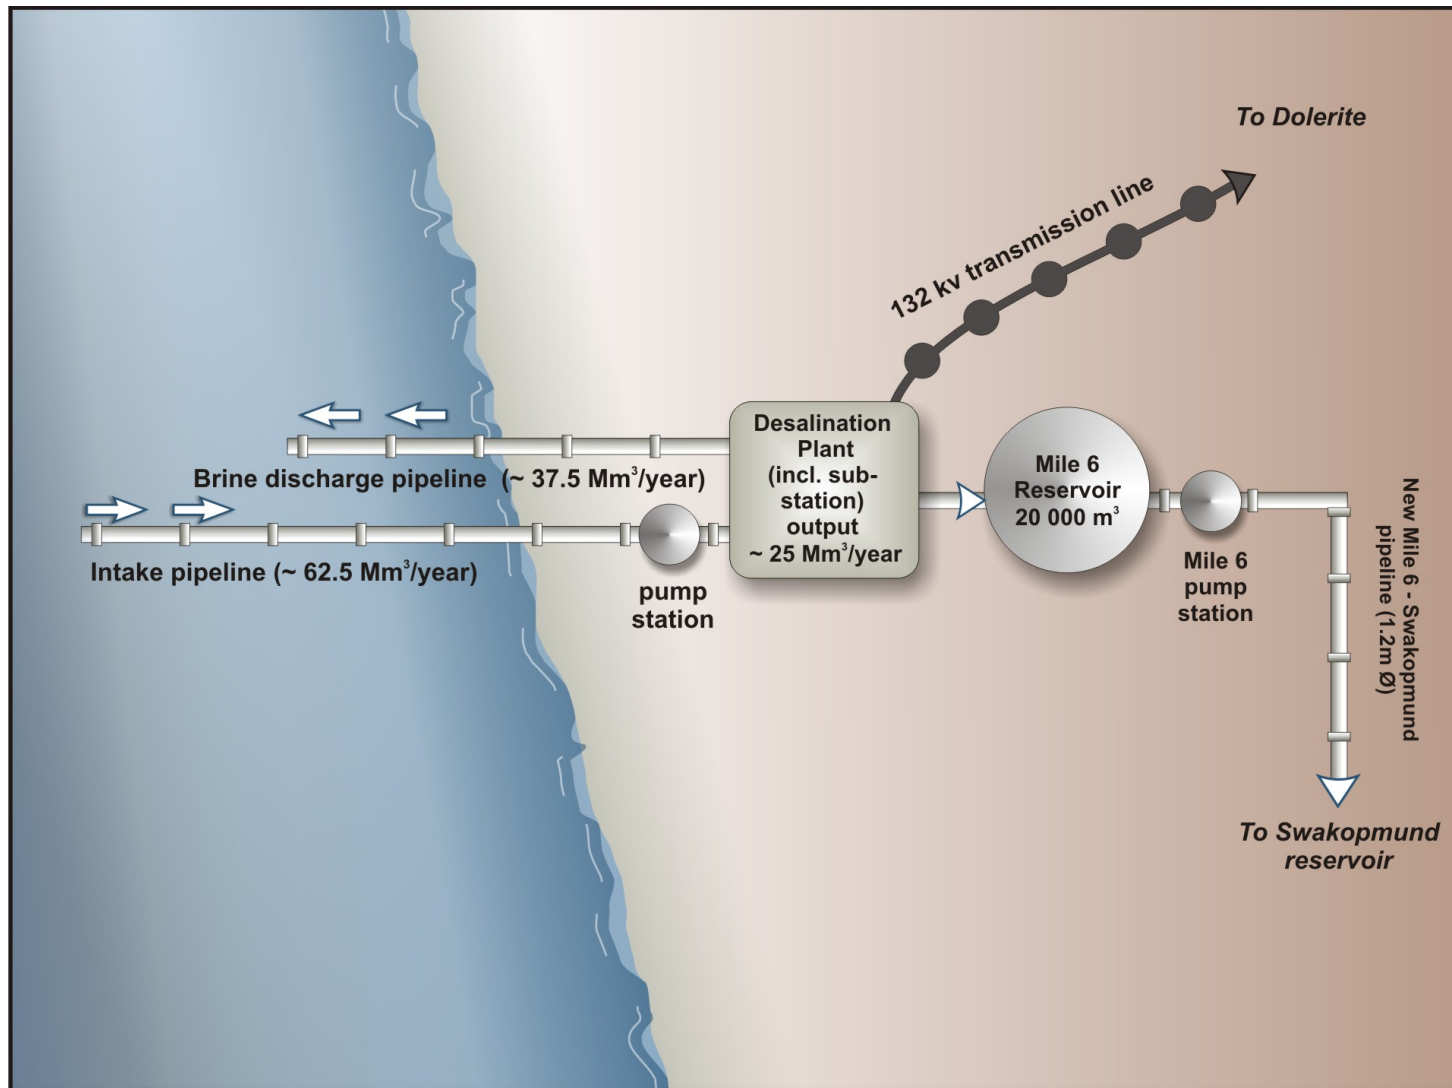 To Dolerite
132 kv transmission line
Desalination
Plant
(incl. sub-
station)
output
~ 25 Mm³/year
Brine discharge pipeline (~ 37.5 Mm³/year)
Intake pipeline (~ 62.5 Mm³/year)
pump
station
Mile 6
Reservoir
20 000 m³
Mile 6
pump
station
New Mile 6 - Swakopmund
pipeline (1.2m Ø)
To Swakopmund
reservoir